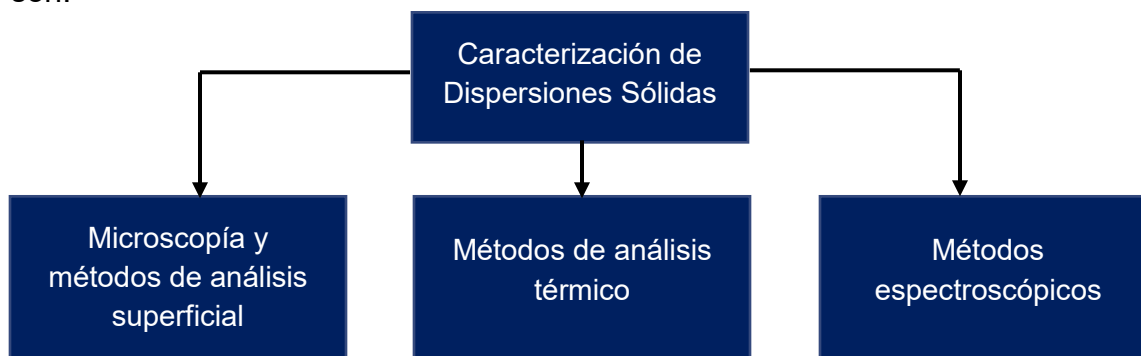 Caracterización de
Dispersiones Sólidas
Microscopía y
métodos de análisis
superficial
Métodos de análisis
térmico
Métodos
espectroscópicos